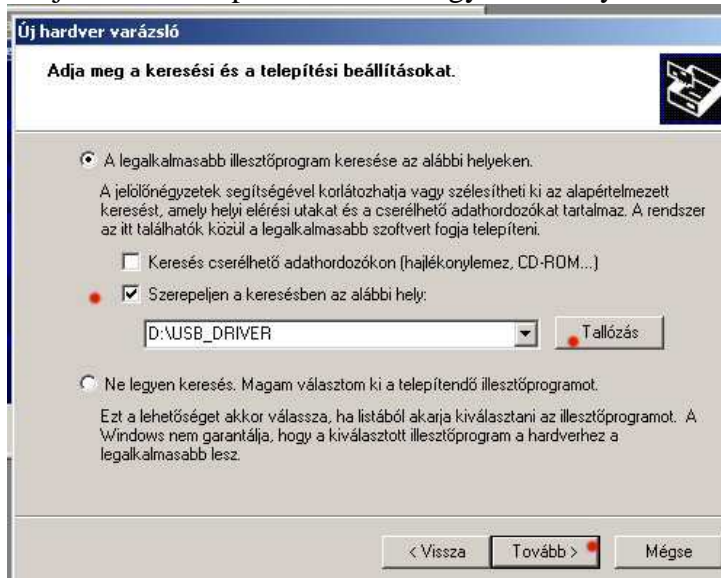 Új hardver varázsló
Adja meg a keresési és a telepítési beállításokat.
A legalkalmasabb illesztőprogram keresése az alábbi helyeken.
A jelölőnégyzetek segítségével korlátozhatja vagy szélesítheti ki az alapértelmezett
keresést, amely helyi elérési utakat és a cserélhető adathordozókat tartalmaz. A rendszer
az itt találhatók közül a legalkalmasabb szoftvert fogja telepíteni.
Keresés cserélhető adathordozókon (hajlékonylemez, CD-ROM...)
Szerepeljen a keresésben az alábbi hely:
D:\USB_DRIVER
Tallózás
Ne legyen keresés. Magam választom ki a telepítendő illesztőprogramot.
Ezt a lehetőséget akkor válassza, ha listából akarja kiválasztani az illesztőprogramot. A
Windows nem garantálja, hogy a kiválasztott illesztőprogram a hardverhez a
legalkalmasabb lesz.
< Vissza Tovább > Mégse